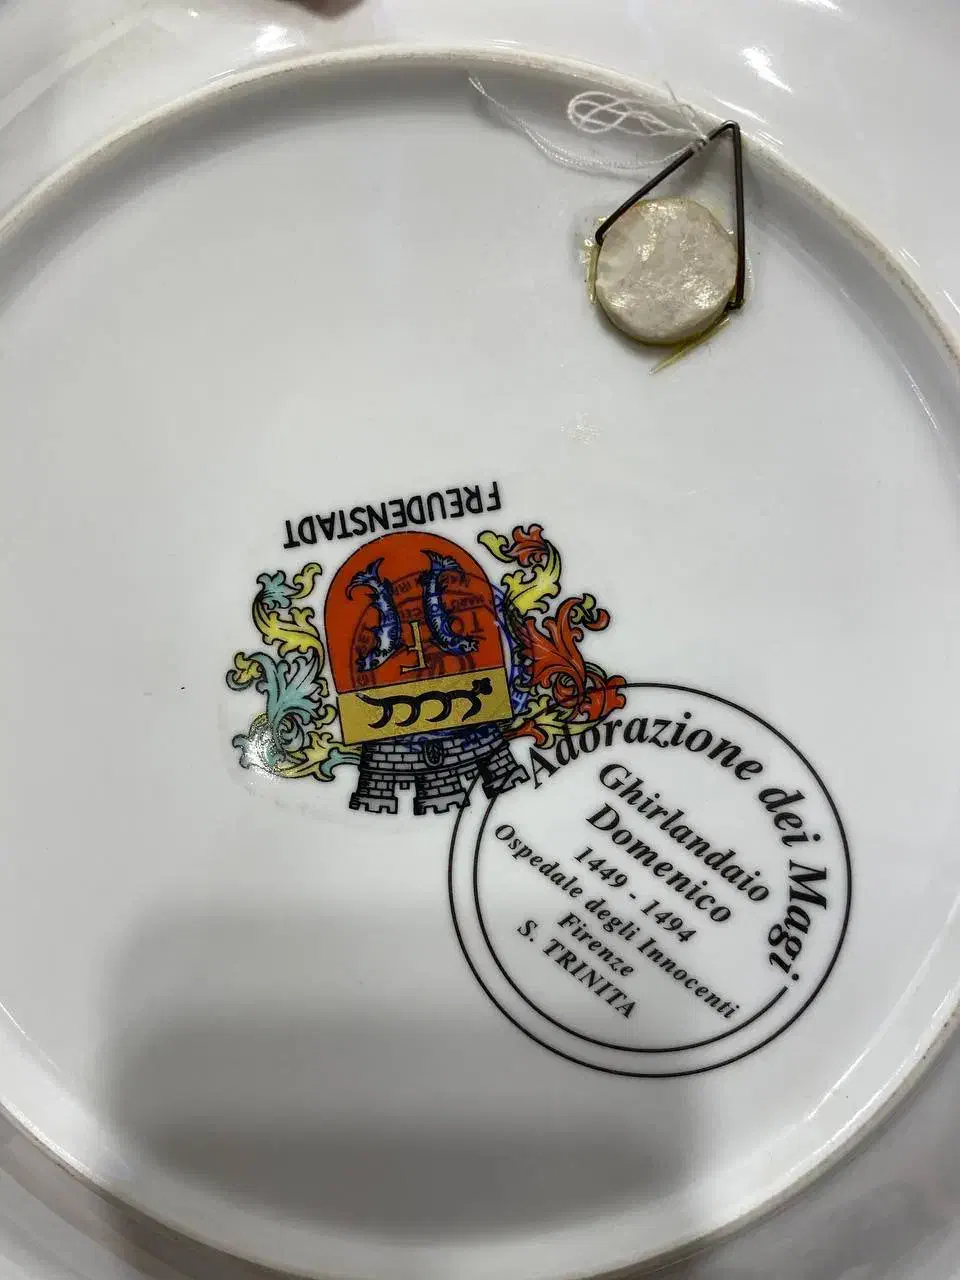 FREUDENSTADT
F
Adorazione dei Magi
Ghirlandaio
Domenico
1449 - 1494
Ospedale degli Innocenti
Firenze
S. TRINITA